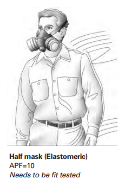 Half mask (Elastomeric)
APF=10
Needs to be fit tested